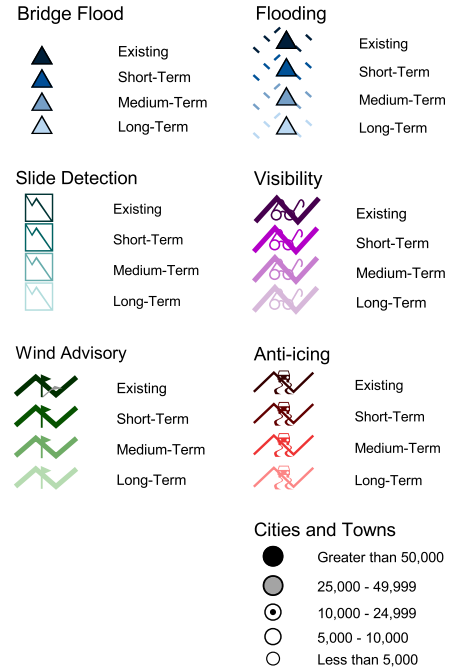 Bridge Flood
Existing
Short-Term
Medium-Term
Long-Term
Flooding
Existing
Short-Term
Medium-Term
Long-Term
Slide Detection
Existing
Short-Term
Medium-Term
Long-Term
Visibility
Existing
Short-Term
Medium-Term
Long-Term
Wind Advisory
Existing
Short-Term
Medium-Term
Long-Term
Anti-icing
Existing
Short-Term
Medium-Term
Long-Term
Cities and Towns
Greater than 50,000
25,000 - 49,999
10,000 - 24,999
5,000 - 10,000
Less than 5,000